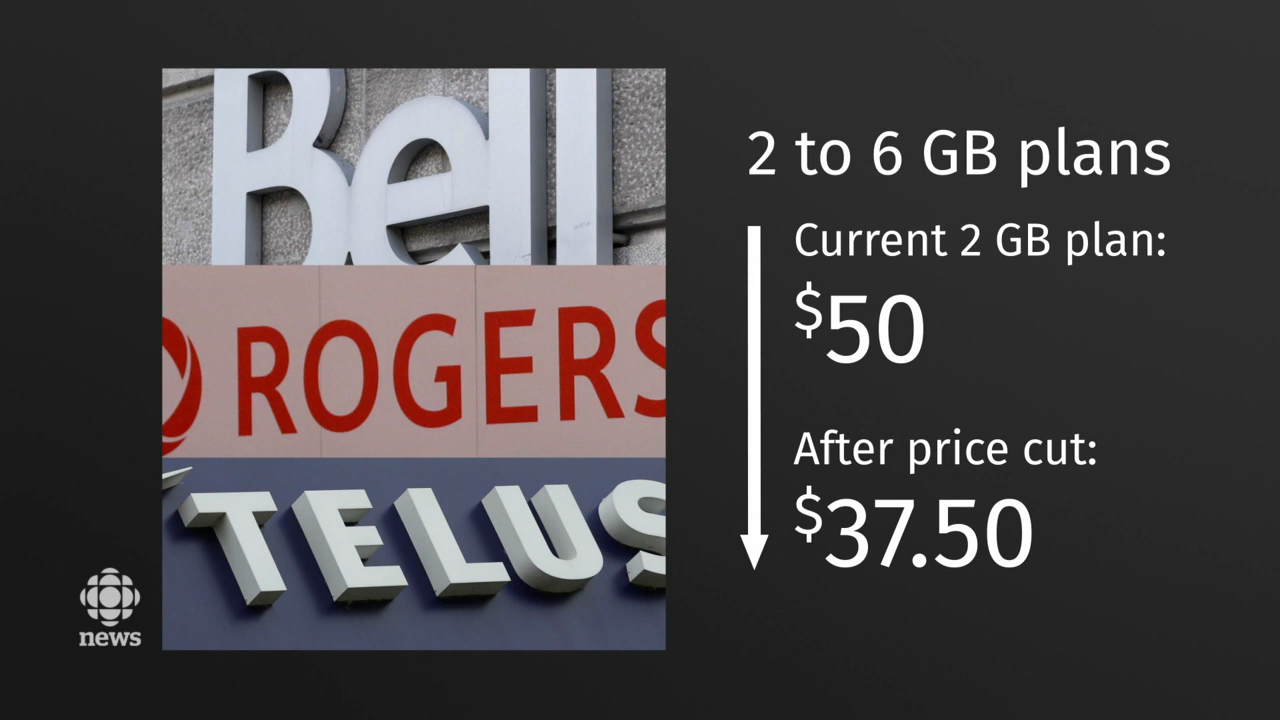 Bell
ROGERS
TELUS
news
2 to 6 GB plans
Current 2 GB plan:
$50
After price cut:
$37.50